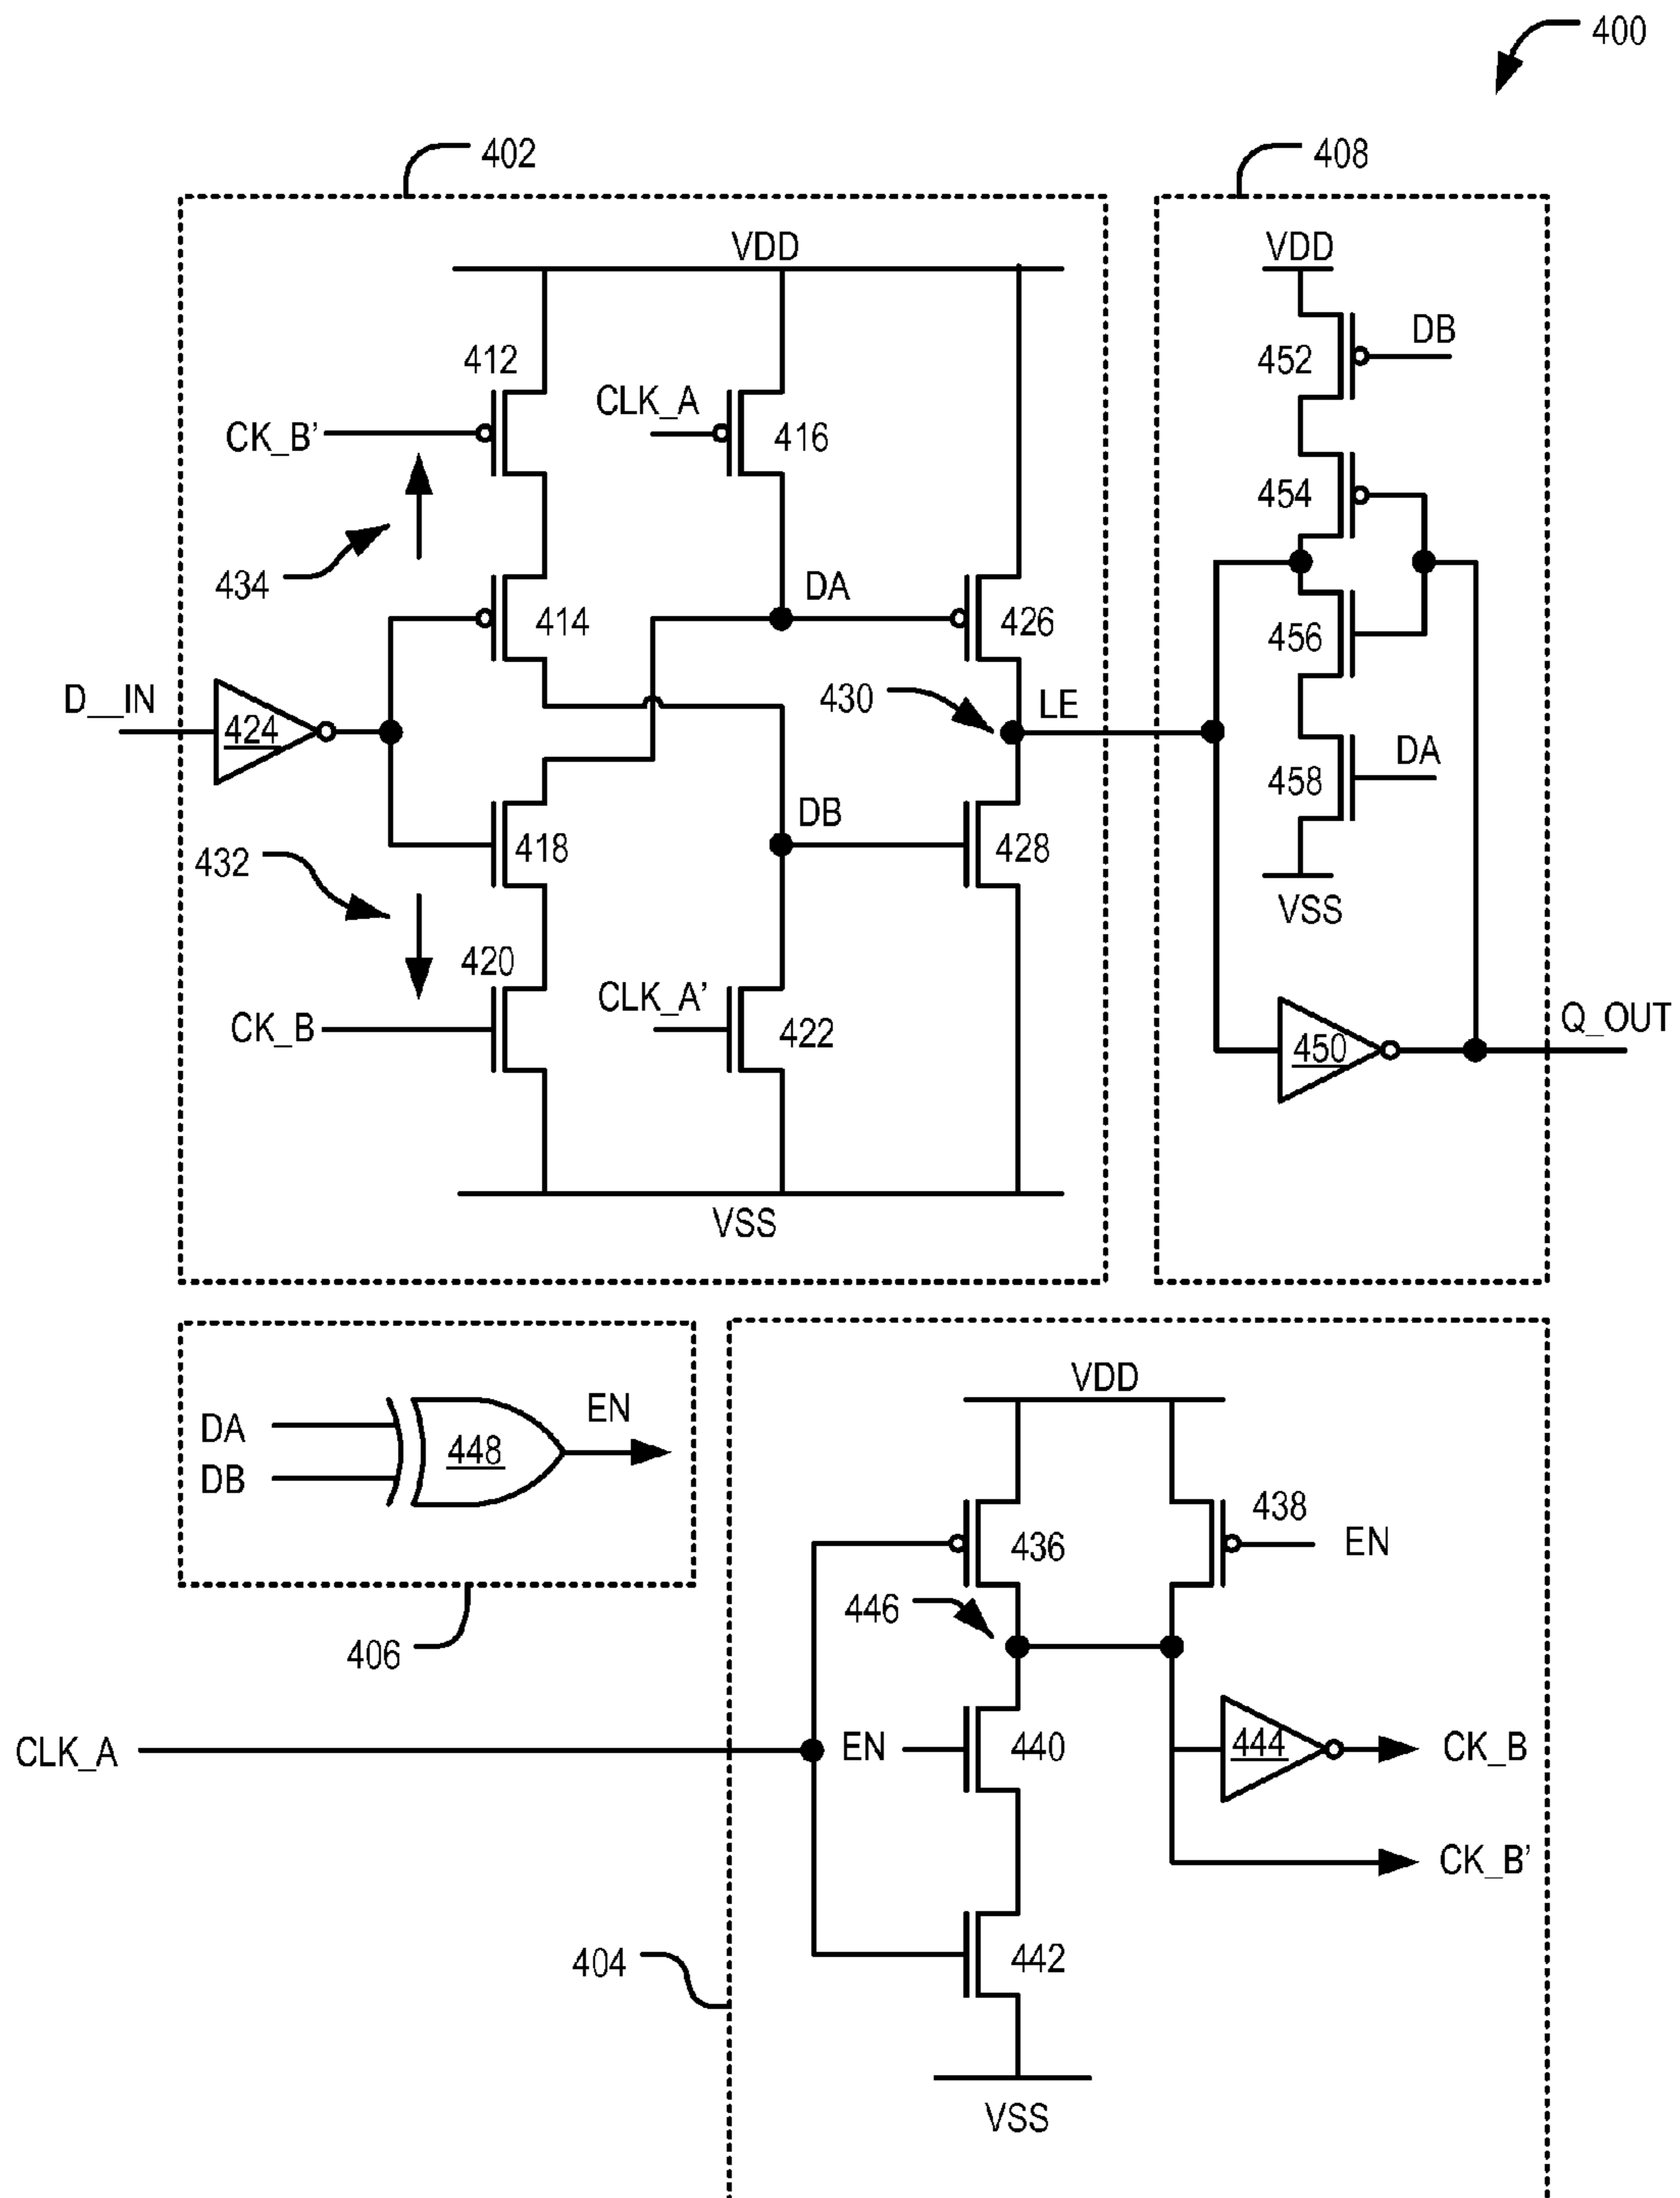 400
402
408
VDD
VDD
412
CLK_A
452
DB
CK_B'
416
434
454
414
DA
426
456
D__IN
424
430
LE
458
DA
418
DB
428
VSS
432
420
CLK_A'
CK_B
422
450
Q_OUT
VSS
DA
DB
448
EN
VDD
438
436
EN
446
406
CLK_A
EN
440
444
CK_B
CK_B'
404
442
VSS